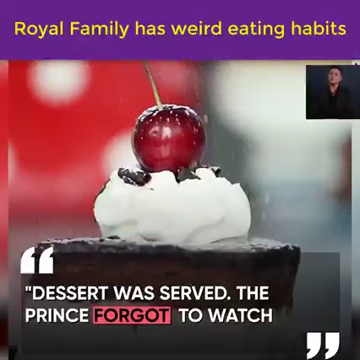 Royal Family has weird eating habits
"DESSERT WAS SERVED. THE
PRINCE FORGOT TO WATCH